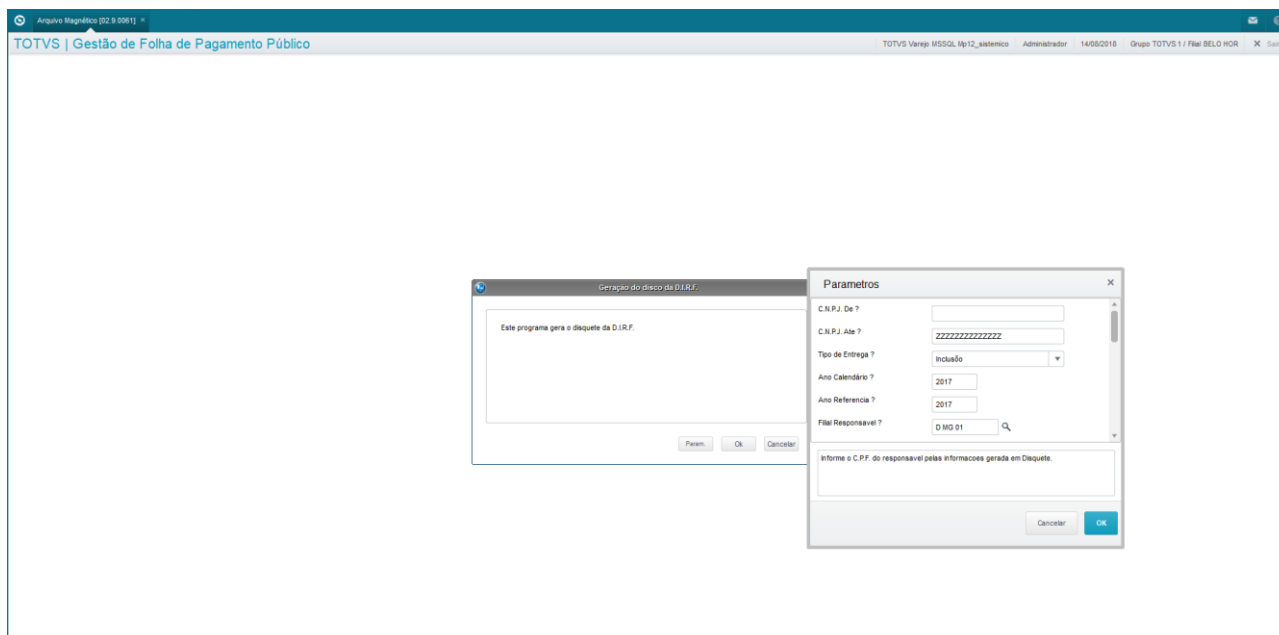 Arquivo Magnético [02.9.0061] ×
TOTVS | Gestão de Folha de Pagamento Público
TOTVS Varejo MSSQL Mp12_sistemico Administrador 14/08/2018 Grupo TOTVS 1 / Filial BELO HOR X Sair
Geração do disco da D.I.R.F.
Este programa gera o disquete da D.I.R.F.
Param. Ok Cancelar
Parametros ×
C.N.P.J. De ?
C.N.P.J. Ate ? ZZZZZZZZZZZZZZ
Tipo de Entrega ? Inclusõo
Ano Calendário ? 2017
Ano Referencia ? 2017
Filial Responsavel ? D MG 01
Informe o C.P.F. do responsavel pelas informacoes gerada em Disquete.
Cancelar OK